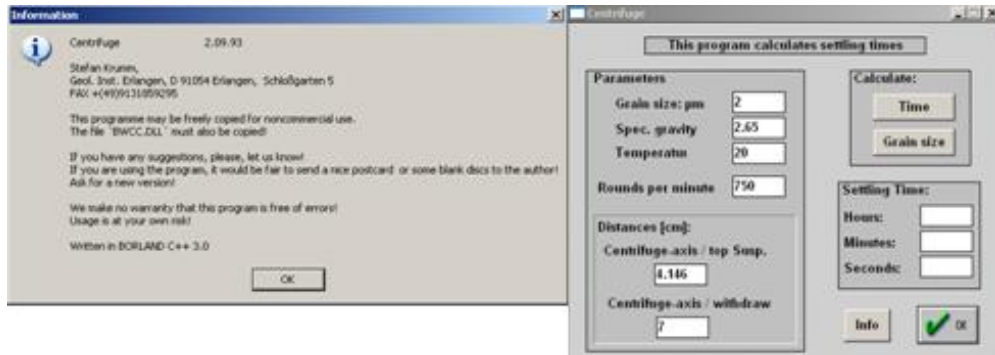 Information
Centrifuge 2.09.93
Stefan Krumm,
Geol. Inst. Erlangen, D 91054 Erlangen, Schloßgarten 5
FAX +(49)9131859295
This programme may be freely copied for noncommercial use.
The file `BWCC.DLL´ must also be copied!
If you have any suggestions, please, let us know!
If you are using the program, it would be fair to send a nice postcard or some blank discs to the author!
Ask for a new version!
We make no warranty that this program is free of errors!
Usage is at your own risk!
Written in BORLAND C++ 3.0
OK
Centrifuge
This program calculates settling times
Parameters
Grain size: µm 2
Spec. gravity 2.65
Temperatur 20
Rounds per minute 750
Distances [cm]:
Centrifuge-axis / top Susp.
4.146
Centrifuge-axis / withdraw
7
Calculate:
Time
Grain size
Settling Time:
Hours:
Minutes:
Seconds:
Info
OK